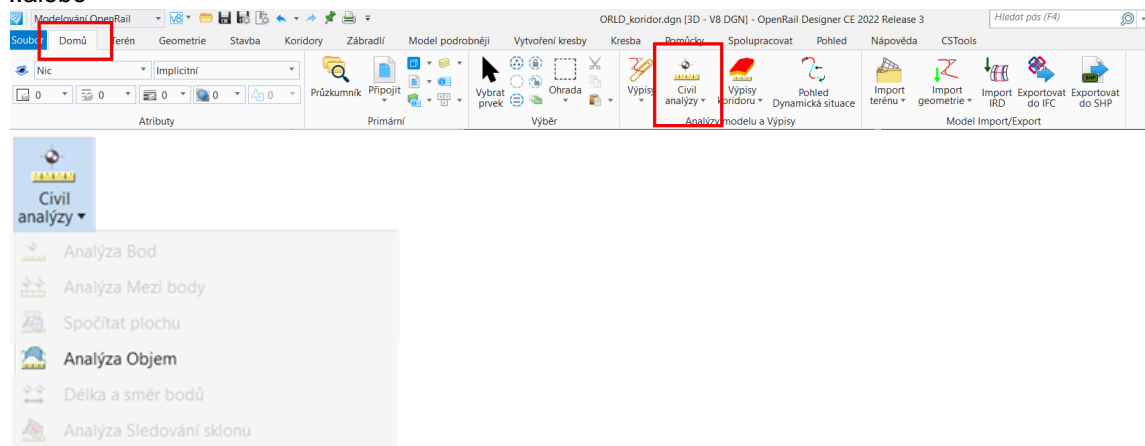 Modelování OpenRail
ORLD_koridor.dgn [3D - V8 DGN] - OpenRail Designer CE 2022 Release 3
Hledat pás (F4)
Soubor Domů Terén Geometrie Stavba Koridory Zábradlí Model podrobněji Vytvoření kresby Kresba Pomůcky Spolupracovat Pohled Nápověda CSTools
Nic Implicitní
0 0 0 0 0
Průzkumník Připojit
Vybrat prvek
Ohrada
Výpisy
Civil analýzy
Výpisy koridoru
Pohled Dynamická situace
Import terénu
Import geometrie
Import IRD
Exportovat do IFC
Exportovat do SHP
Atributy Primární Výběr Analýzy modelu a Výpisy Model Import/Export
Civil
analýzy
Analýza Bod
Analýza Mezi body
Spočítat plochu
Analýza Objem
Délka a směr bodů
Analýza Sledování sklonu